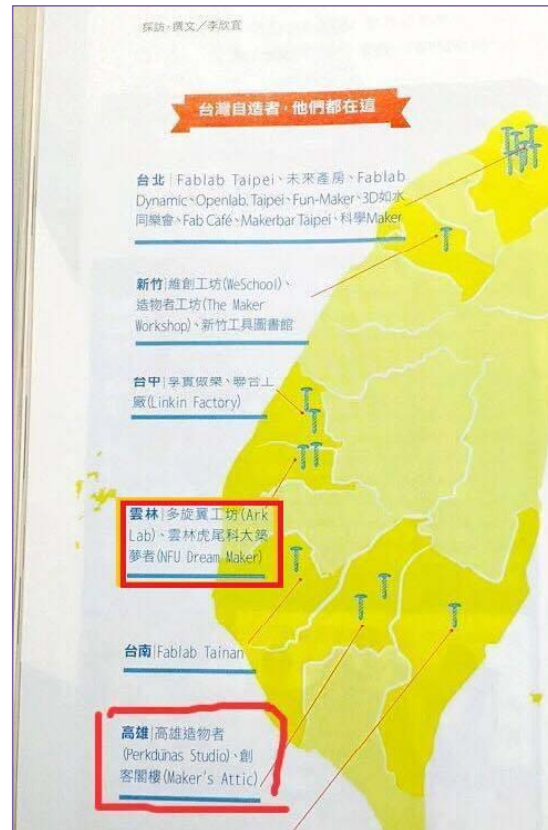 採訪·撰文／李欣宜
台灣自造者·他們都在這
台北|Fablab Taipei、未來產房、Fablab
Dynamic、Openlab. Taipei、Fun-Maker、3D如水
同樂會、Fab Café、Makerbar Taipei、科學Maker
新竹|維創工坊(WeSchool)、
造物者工坊(The Maker
Workshop)、新竹工具圖書館
台中|享實做樂、聯合工
廠(Linkin Factory)
雲林|多旋翼工坊(Ark
Lab)、雲林虎尾科大築
夢者(NFU Dream Maker)
台南|Fablab Tainan
高雄|高雄造物者
(Perkdünas Studio)、創
客閣樓(Maker's Attic)